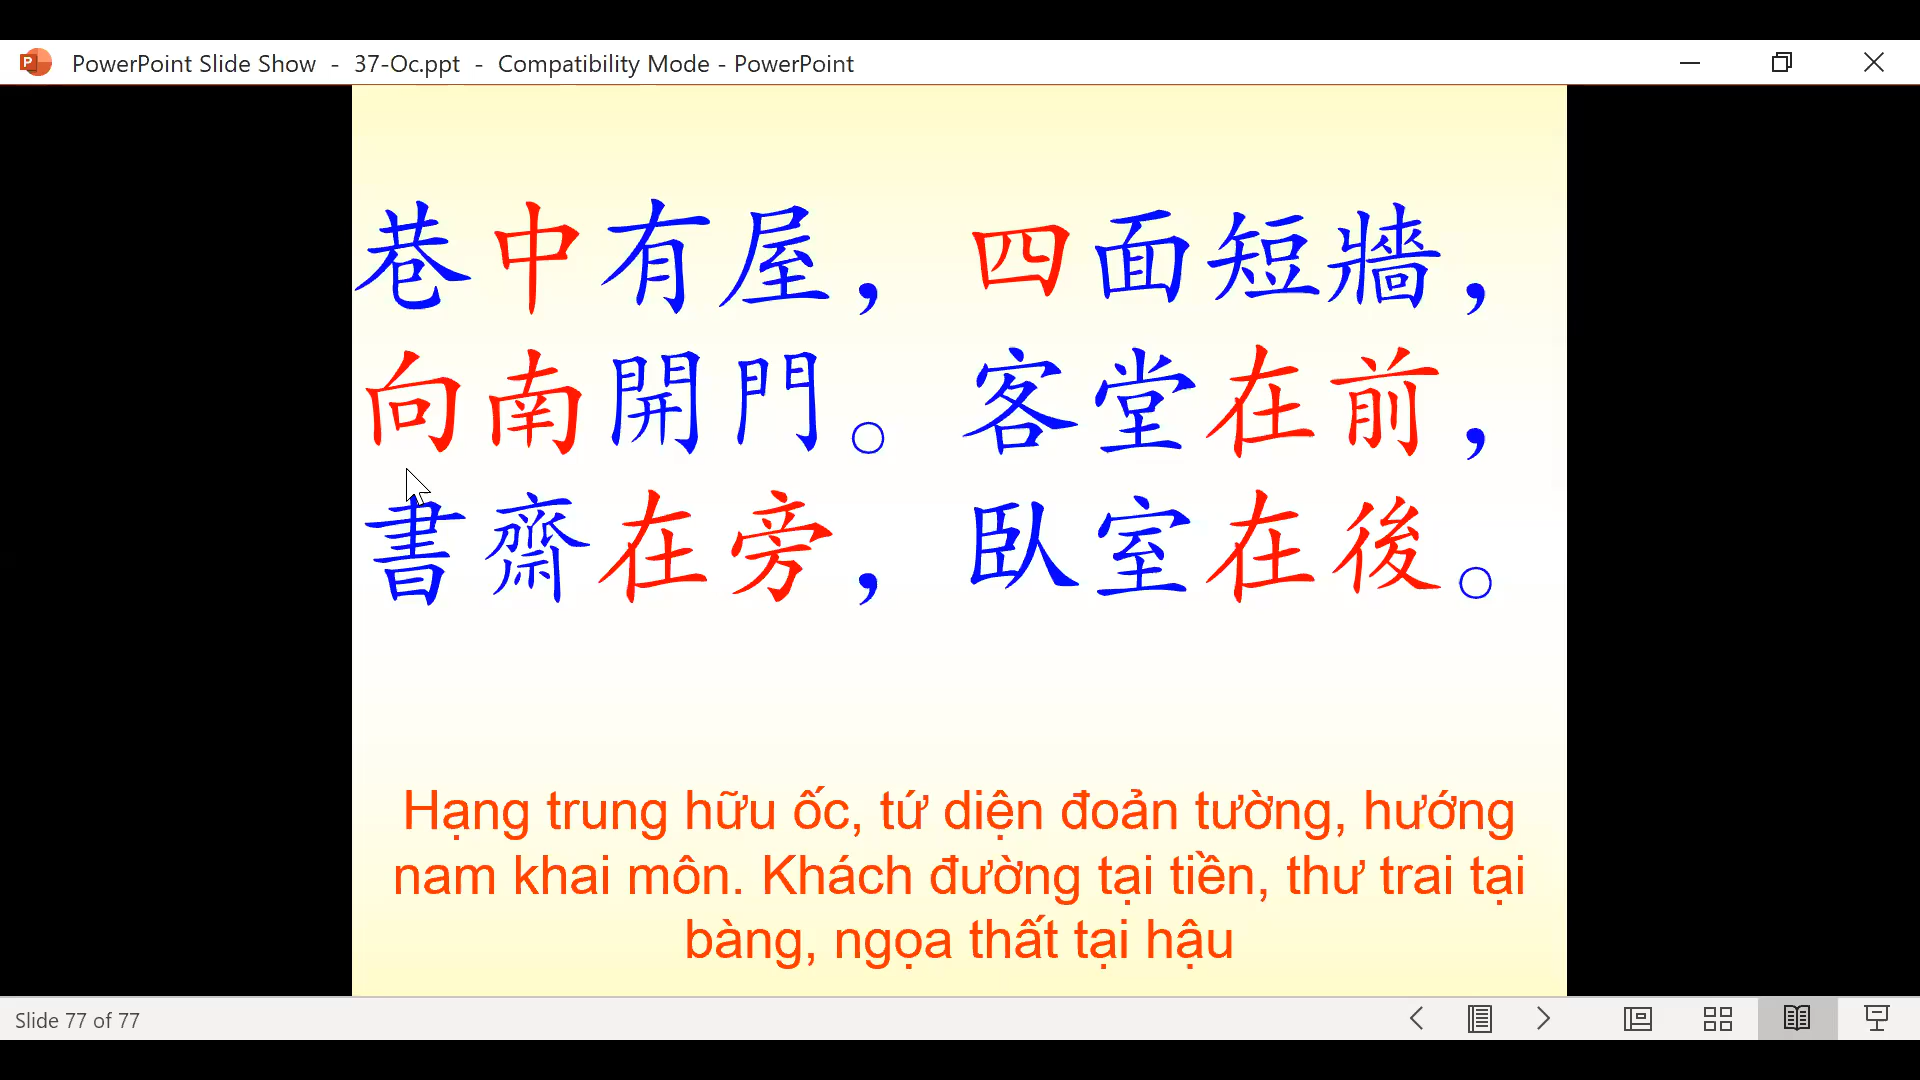 PowerPoint Slide Show - 37-Oc.ppt - Compatibility Mode - PowerPoint
巷中有屋，四面短牆，
向南開門。客堂在前，
書齋在旁，臥室在後。
Hạng trung hữu ốc, tứ diện đoản tường, hướng
nam khai môn. Khách đường tại tiền, thư trai tại
bàng, ngọa thất tại hậu
Slide 77 of 77